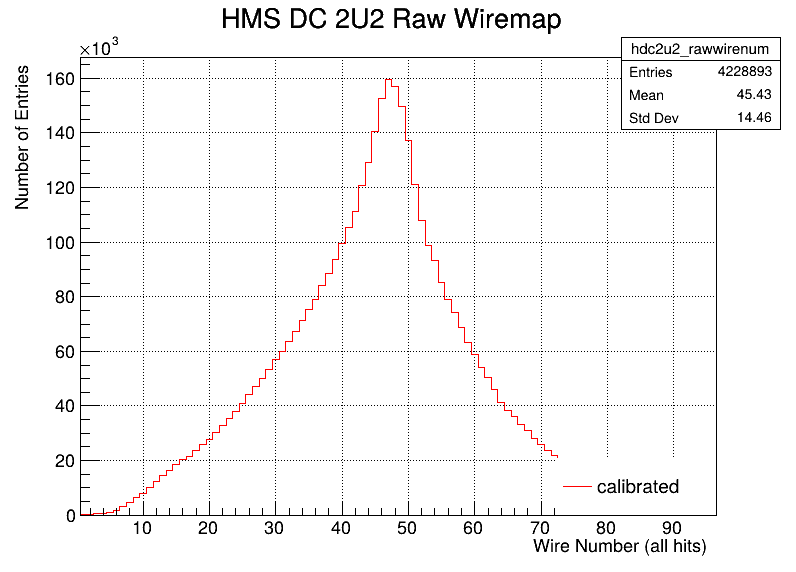 HMS DC 2U2 Raw Wiremap
×10³
hdc2u2_rawwirenum
Entries 4228893
Mean 45.43
Std Dev 14.46
Number of Entries
160
140
120
100
80
60
40
20
0
calibrated
10 20 30 40 50 60 70 80 90
Wire Number (all hits)